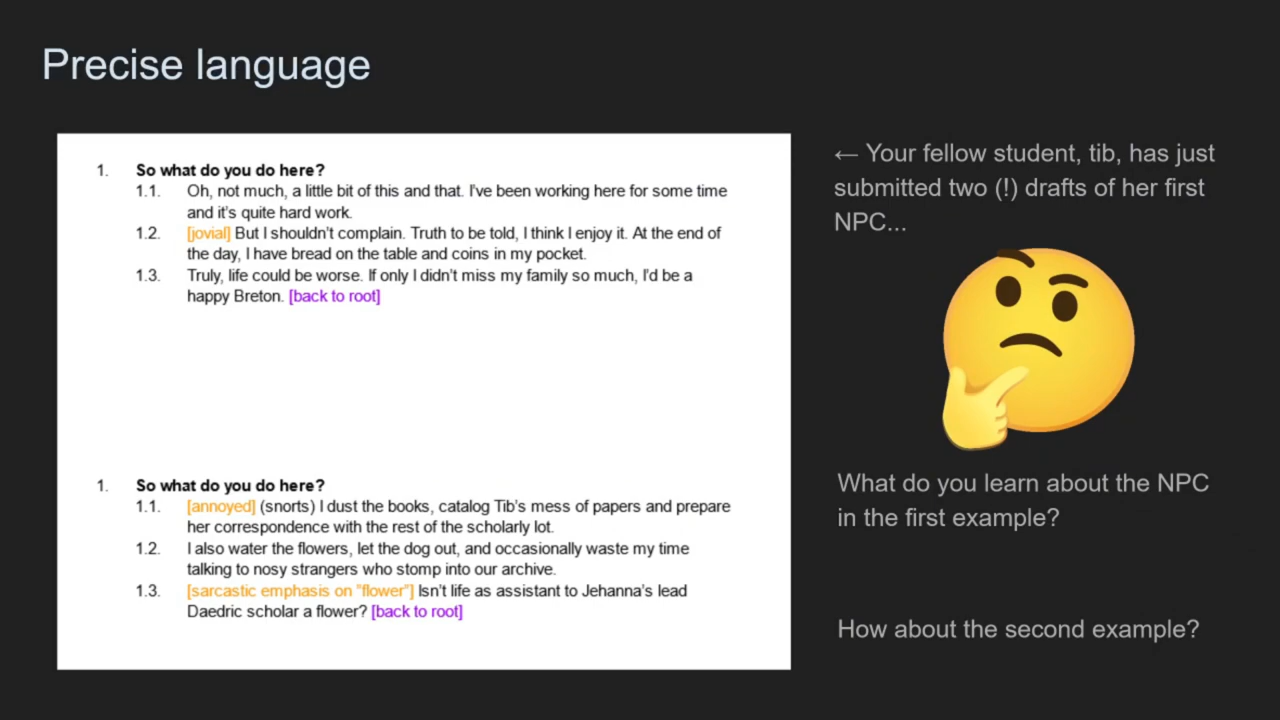 Precise language
1. So what do you do here?
1.1. Oh, not much, a little bit of this and that. I've been working here for some time
and it's quite hard work.
1.2. [jovial] But I shouldn't complain. Truth to be told, I think I enjoy it. At the end of
the day, I have bread on the table and coins in my pocket.
1.3. Truly, life could be worse. If only I didn't miss my family so much, I'd be a
happy Breton. [back to root]
1. So what do you do here?
1.1. [annoyed] (snorts) I dust the books, catalog Tib's mess of papers and prepare
her correspondence with the rest of the scholarly lot.
1.2. I also water the flowers, let the dog out, and occasionally waste my time
talking to nosy strangers who stomp into our archive.
1.3. [sarcastic emphasis on "flower"] Isn't life as assistant to Jehanna's lead
Daedric scholar a flower? [back to root]
← Your fellow student, tib, has just
submitted two (!) drafts of her first
NPC...
What do you learn about the NPC
in the first example?
How about the second example?